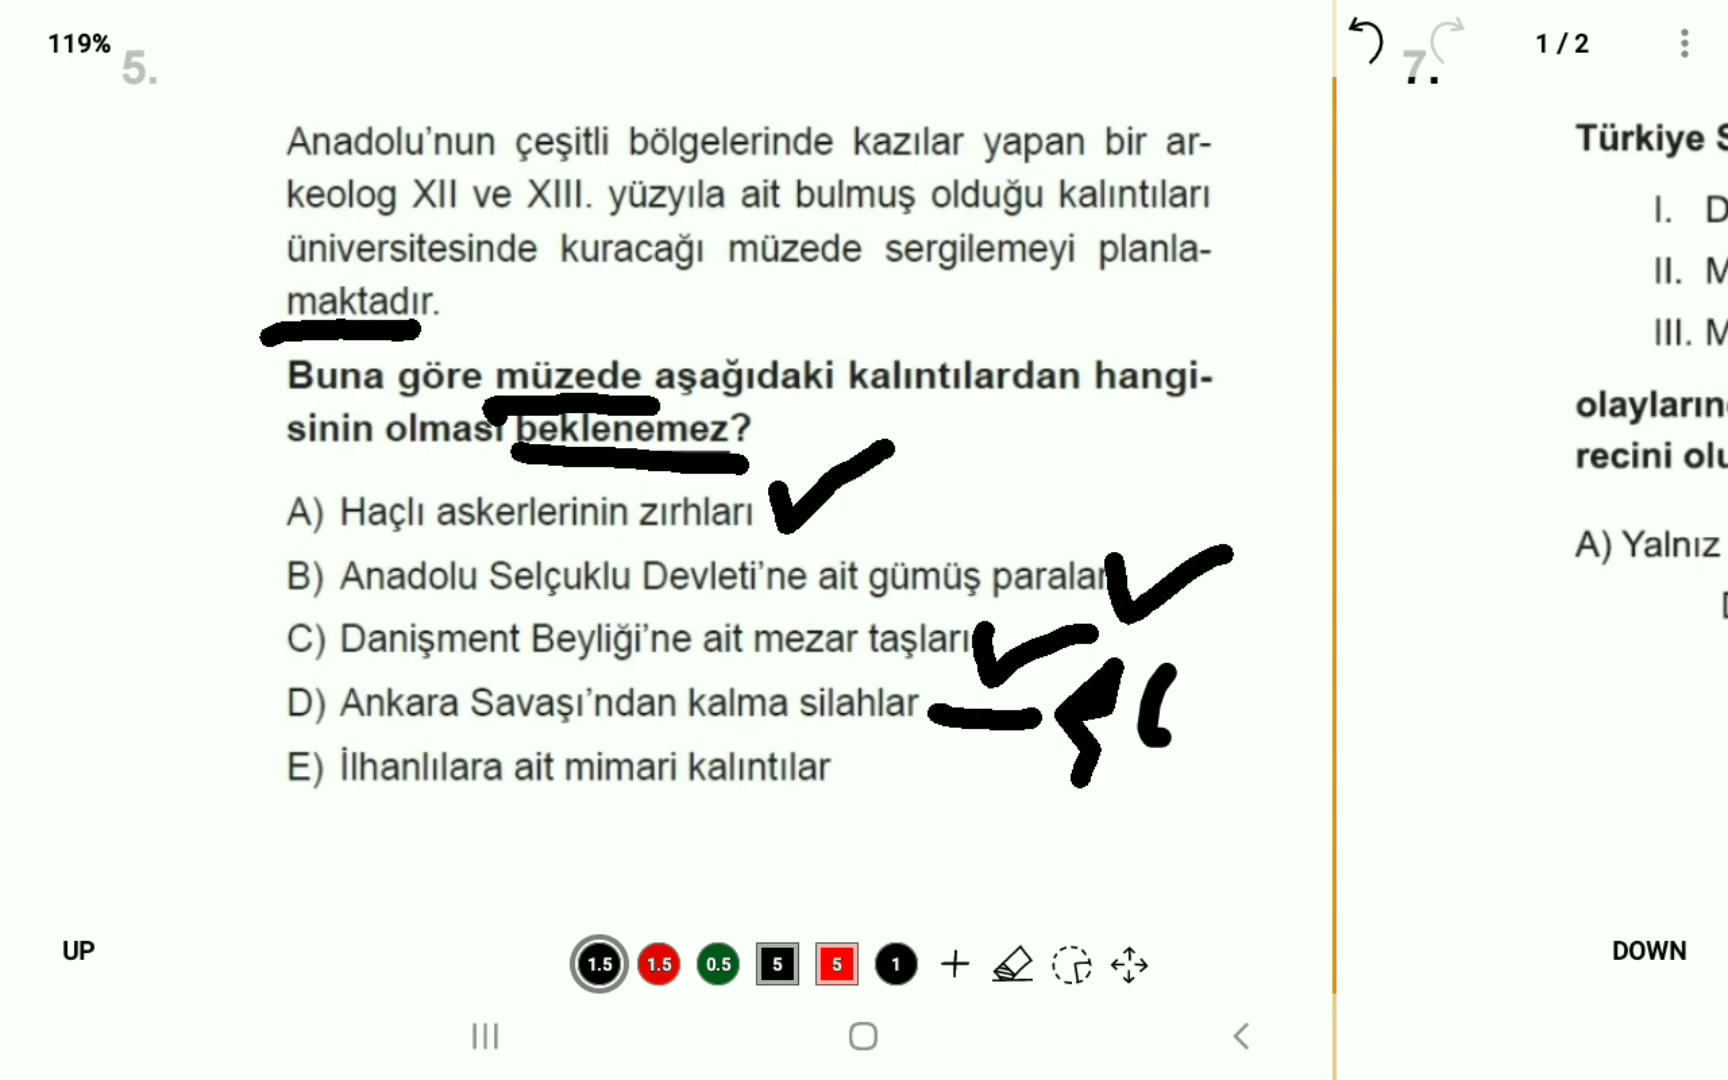 119%
5.
Anadolu'nun çeşitli bölgelerinde kazılar yapan bir ar-
keolog XII ve XIII. yüzyıla ait bulmuş olduğu kalıntıları
üniversitesinde kuracağı müzede sergilemeyi planla-
maktadır.
Buna göre müzede aşağıdaki kalıntılardan hangi-
sinin olması beklenemez?
A) Haçlı askerlerinin zırhları
B) Anadolu Selçuklu Devleti'ne ait gümüş paralar
C) Danişment Beyliği'ne ait mezar taşları
D) Ankara Savaşı'ndan kalma silahlar
E) İlhanlılara ait mimari kalıntılar
1 / 2
7.
Türkiye S
I. D
II. M
III. M
olayların
recini olu
A) Yalnız
UP
1.5 1.5 0.5 5 5 1
DOWN